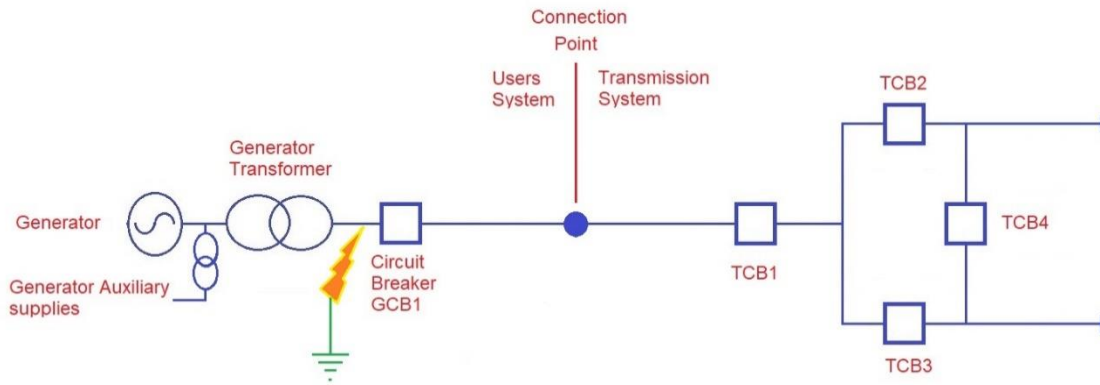 Connection
Point
Users
System
Transmission
System
TCB2
Generator
Transformer
Generator
TCB4
Circuit
Breaker
GCB1
TCB1
Generator Auxiliary
supplies
TCB3